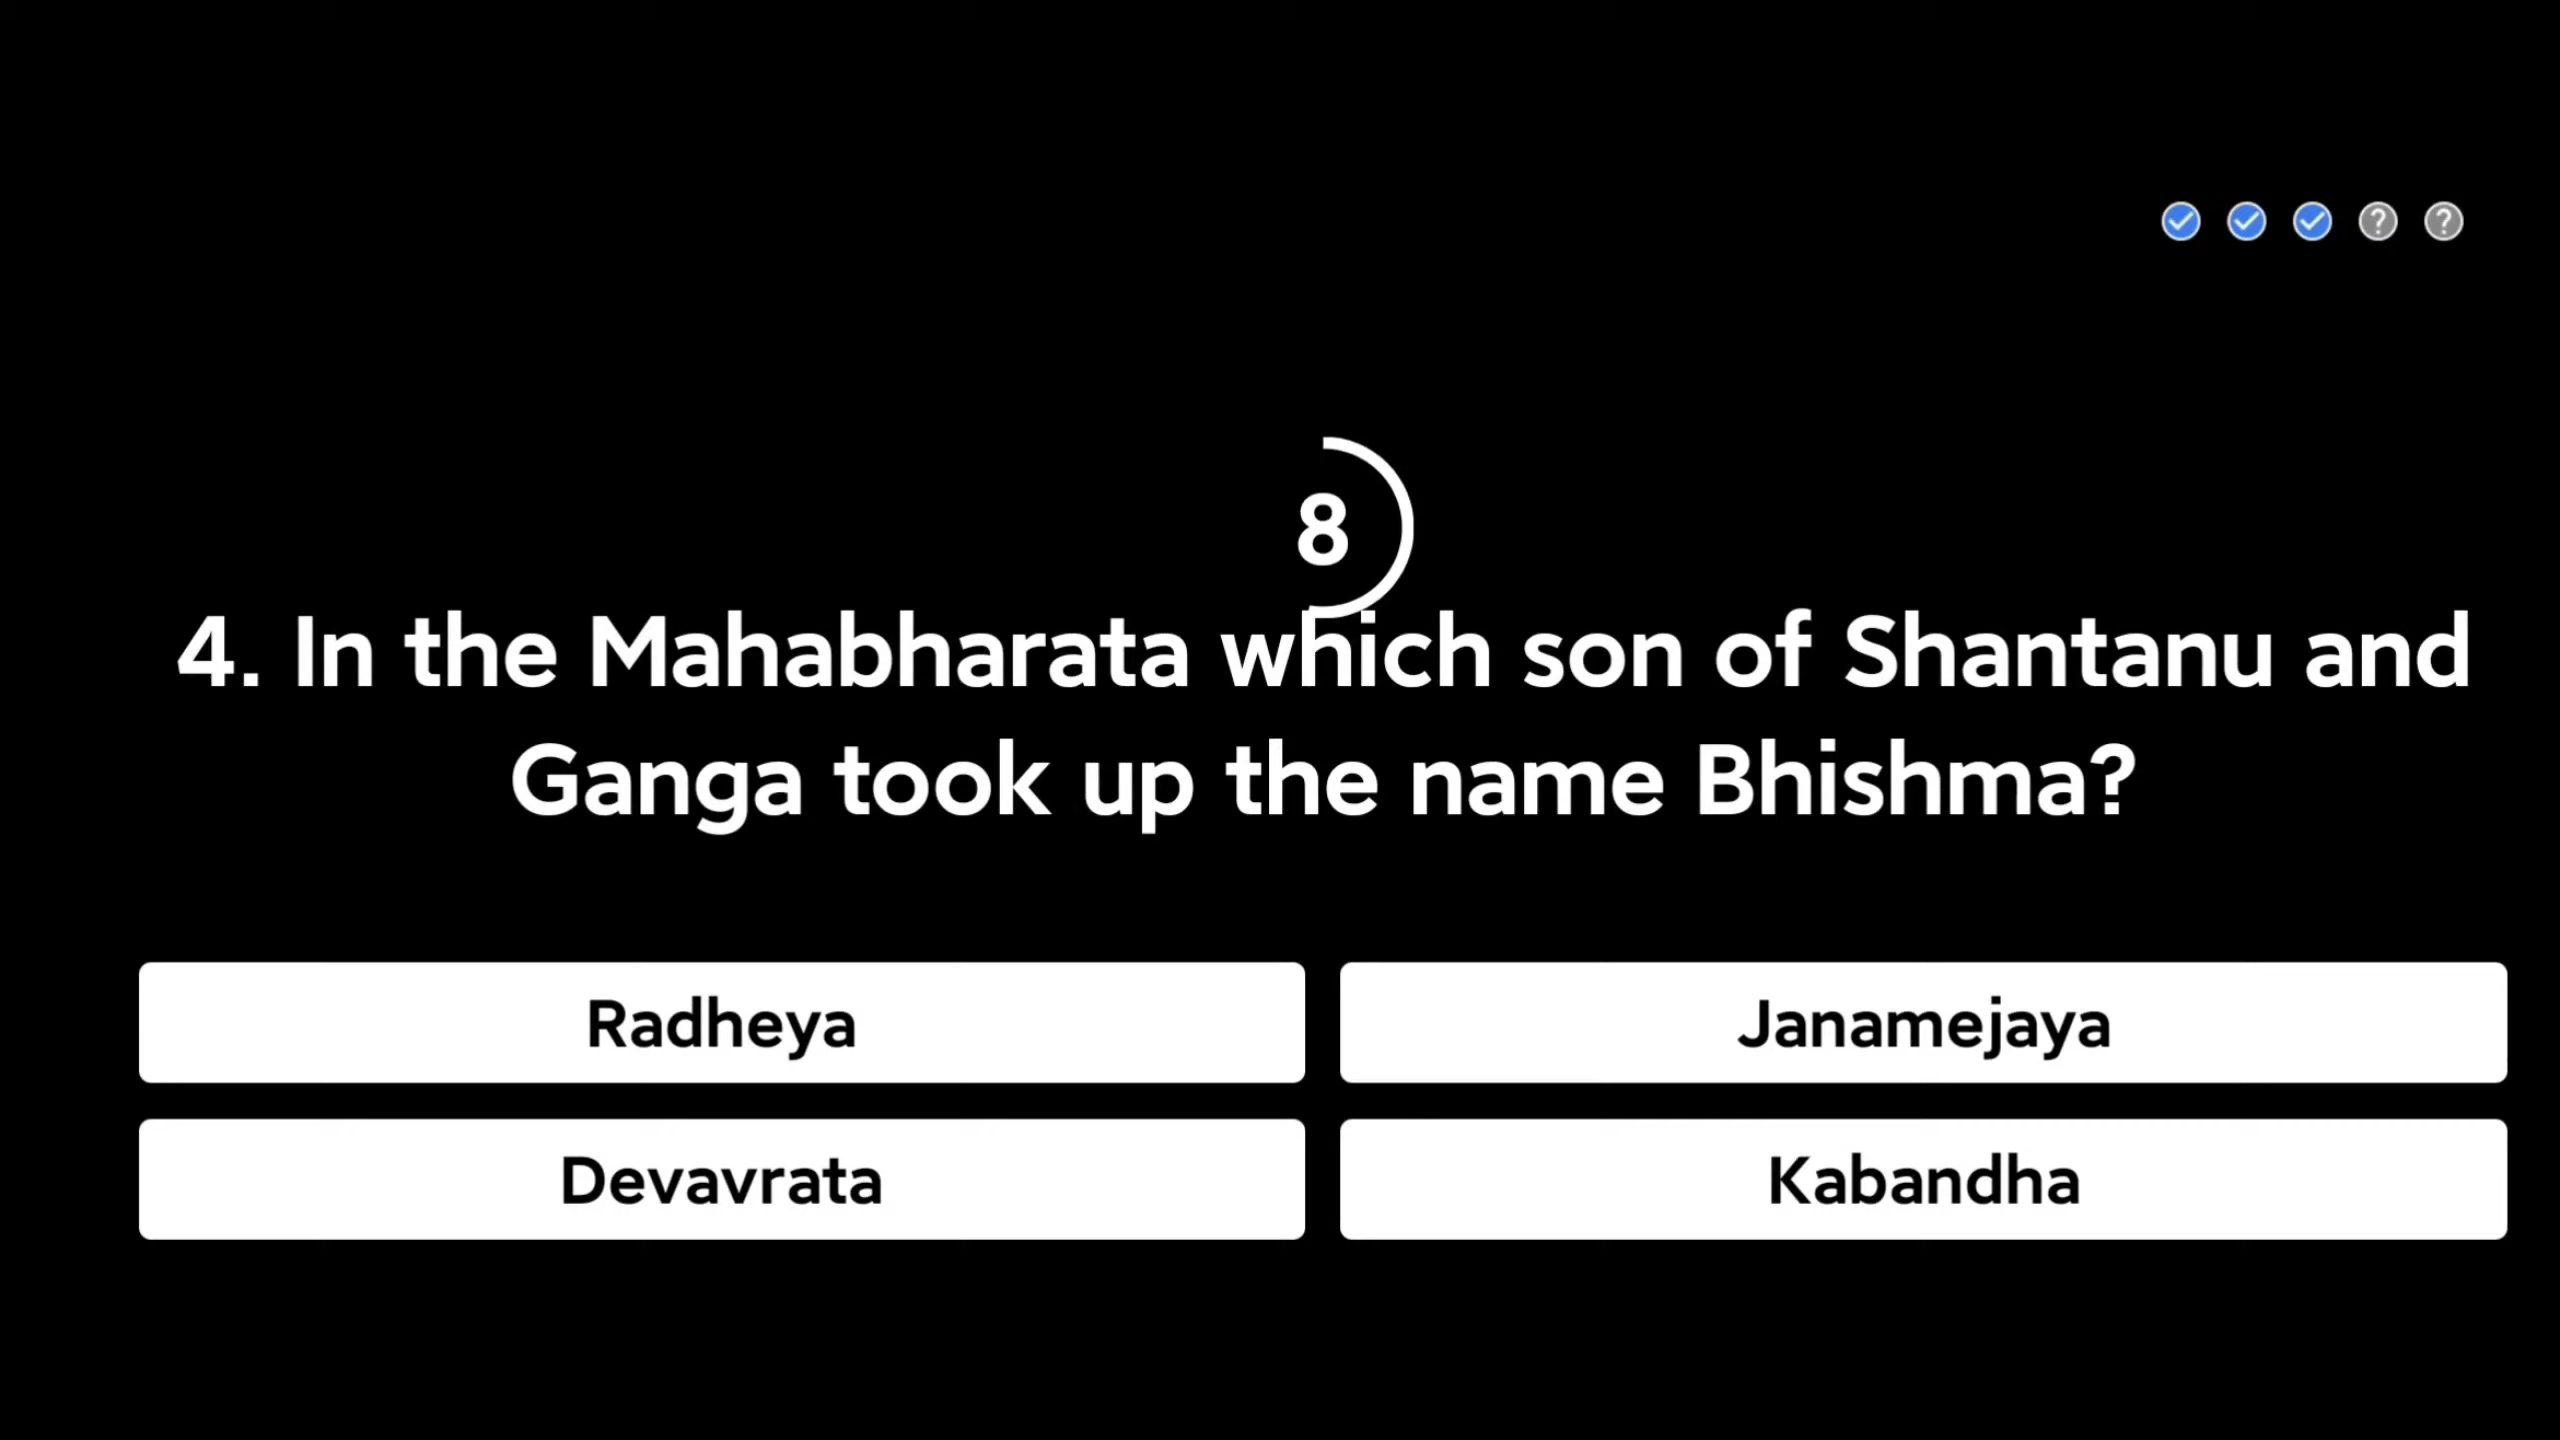 8
4. In the Mahabharata which son of Shantanu and
Ganga took up the name Bhishma?
Radheya
Janamejaya
Devavrata
Kabandha